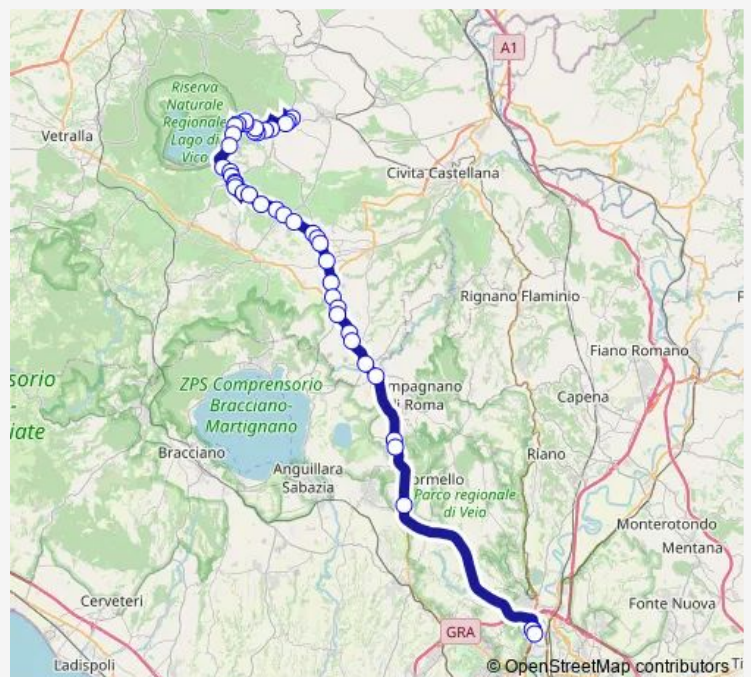 A1
Riserva
Naturale
Regionale
Lago di
Vico
Vetralla
Civita Castellana
Rignano Flaminio
F
Fiano Romano
sorio
-
iate
ZPS Comprensorio
Bracciano-
Martignano
mpagnano
di Roma
Capena
Bracciano
Anguillara
Sabazia
ormello
Parco regionale
di Veio
Riano
Monterotondo
Mentana
Cerveteri
Fonte Nuova
GRA
Ladispoli
Ti
© OpenStreetMap contributors